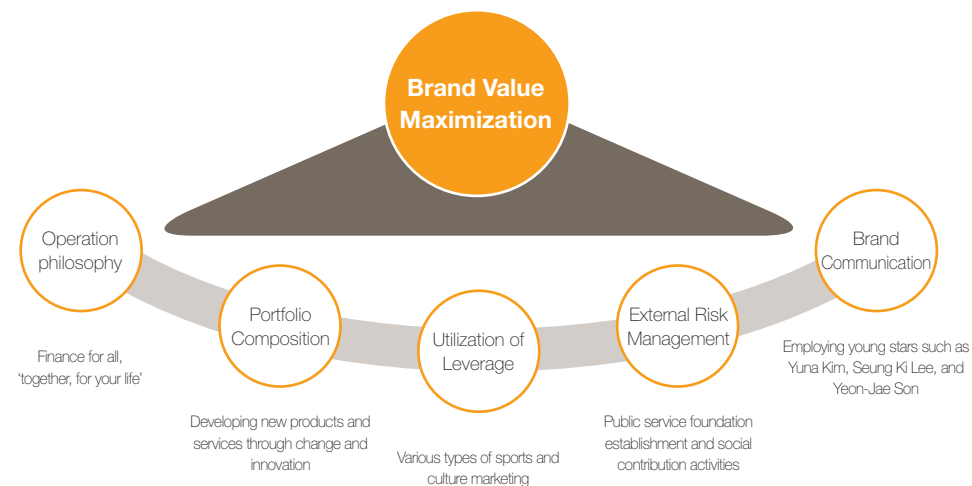 Brand Value
Maximization
Operation
philosophy
Finance for all,
‘together, for your life’
Portfolio
Composition
Developing new products and
services through change and
innovation
Utilization of
Leverage
Various types of sports and
culture marketing
External Risk
Management
Public service foundation
establishment and social
contribution activities
Brand
Communication
Employing young stars such as
Yuna Kim, Seung Ki Lee, and
Yeon-Jae Son